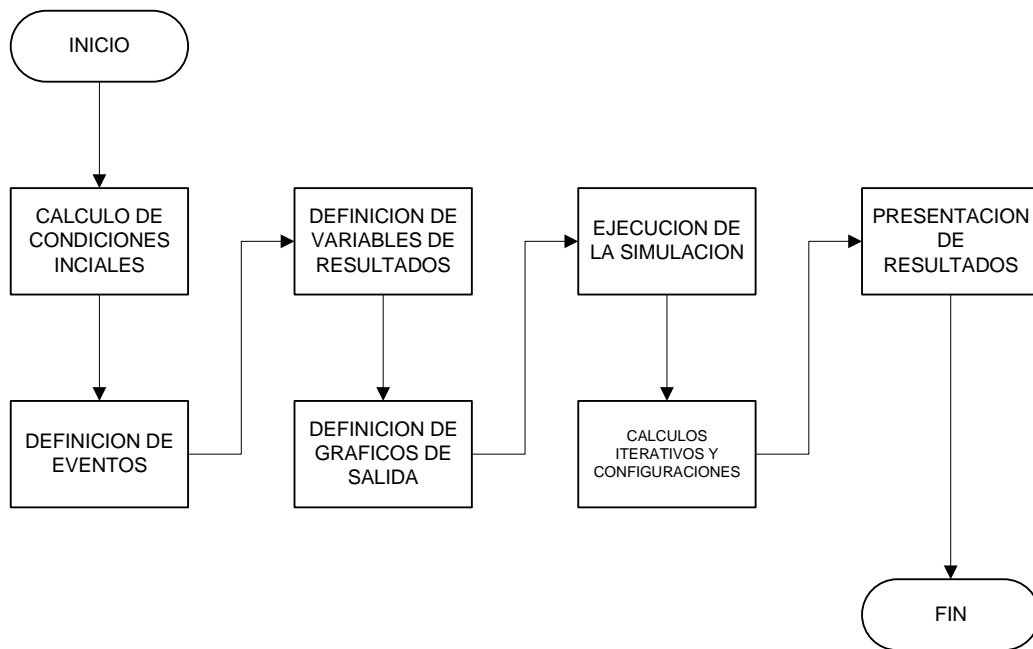 INICIO
CALCULO DE
CONDICIONES
INCIALES
DEFINICION DE
EVENTOS
DEFINICION DE
VARIABLES DE
RESULTADOS
DEFINICION DE
GRAFICOS DE
SALIDA
EJECUCION DE
LA SIMULACION
CALCULOS
ITERATIVOS Y
CONFIGURACIONES
PRESENTACION
DE
RESULTADOS
FIN